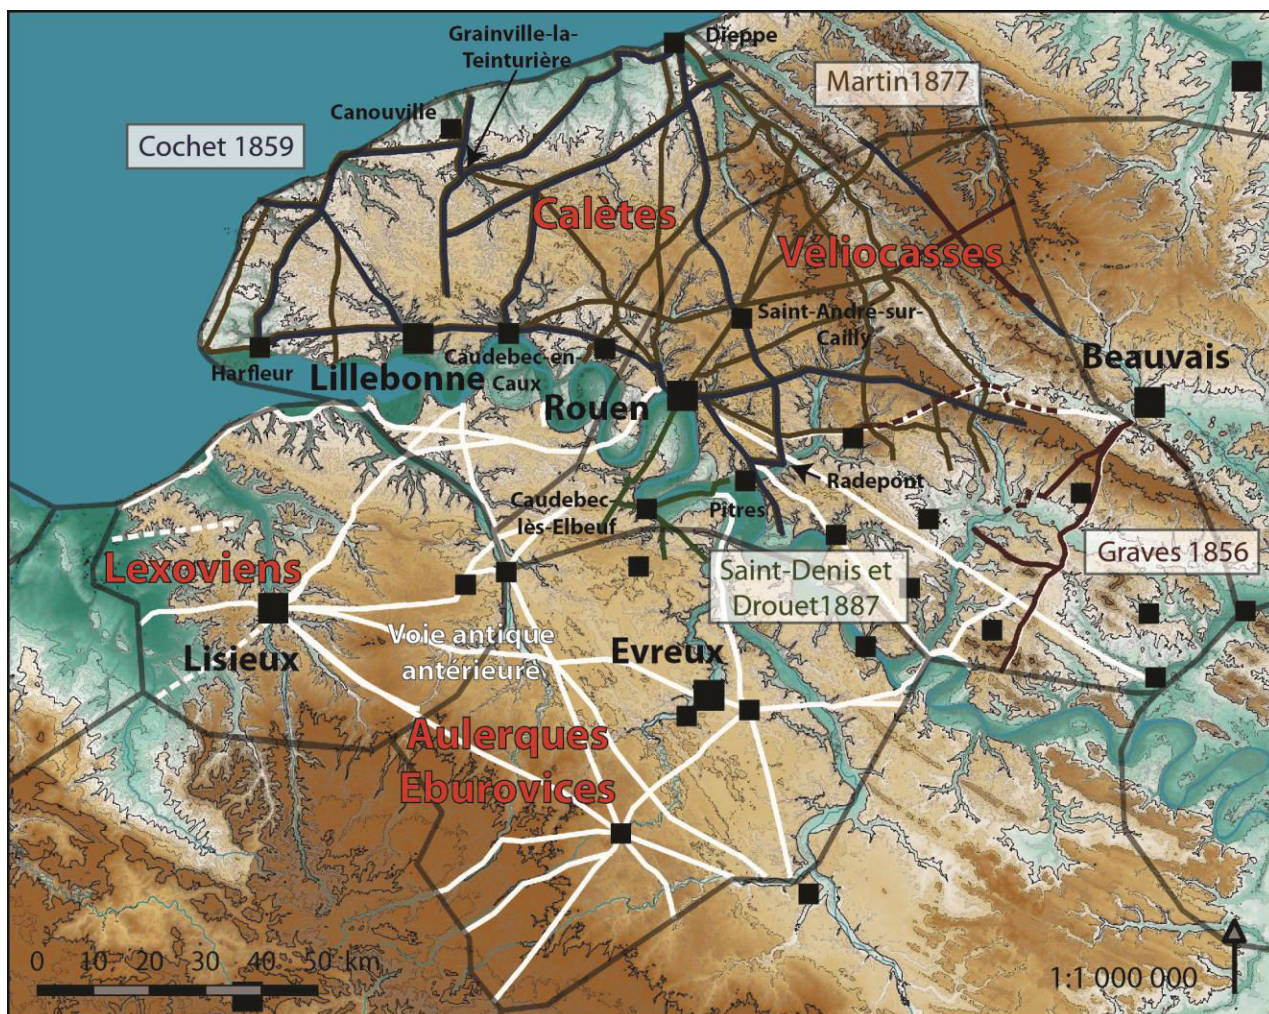 Grainville-la-
Teinturière
Dieppe
Martin1877
Canouville
Cochet 1859
Calètes
Véliocasses
Saint-André-sur-
Cailly
Harfleur
Lillebonne
Caudebec-en-
Caux
Beauvais
Rouen
Radepont
Caudebec-
lès-Elbeuf
Pitres
Graves 1856
Saint-Denis et
Drouet1887
Lexoviens
Lisieux
Voie antique
antérieure
Evreux
Aulerques
Eburovices
0 10 20 30 40 50 km
1:1 000 000